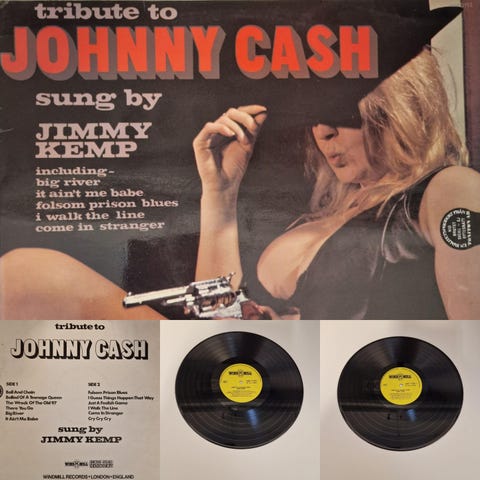 tribute to
JOHNNY CASH
sung by
JIMMY
KEMP
including-
big river
it ain't me babe
folsom prison blues
i walk the line
come in stranger
tribute to
JOHNNY CASH
SIDE 1
Ball And Chain
Ballad Of A Teenage Queen
The Wreck Of The Old '97
There You Go
Big River
It Ain't Me Babe
SIDE 2
Folsom Prison Blues
I Guess Things Happen That Way
Just A Foolish Game
I Walk The Line
Come In Stranger
Cry Cry Cry
sung by
JIMMY KEMP
WINDMILL
WINDMILL RECORDS • LONDON • ENGLAND
WINDMILL
WINDMILL